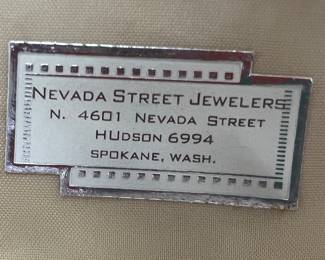 NEVADA STREET JEWELERS
N. 4601 NEVADA STREET
HUDSON 6994
SPOKANE, WASH.